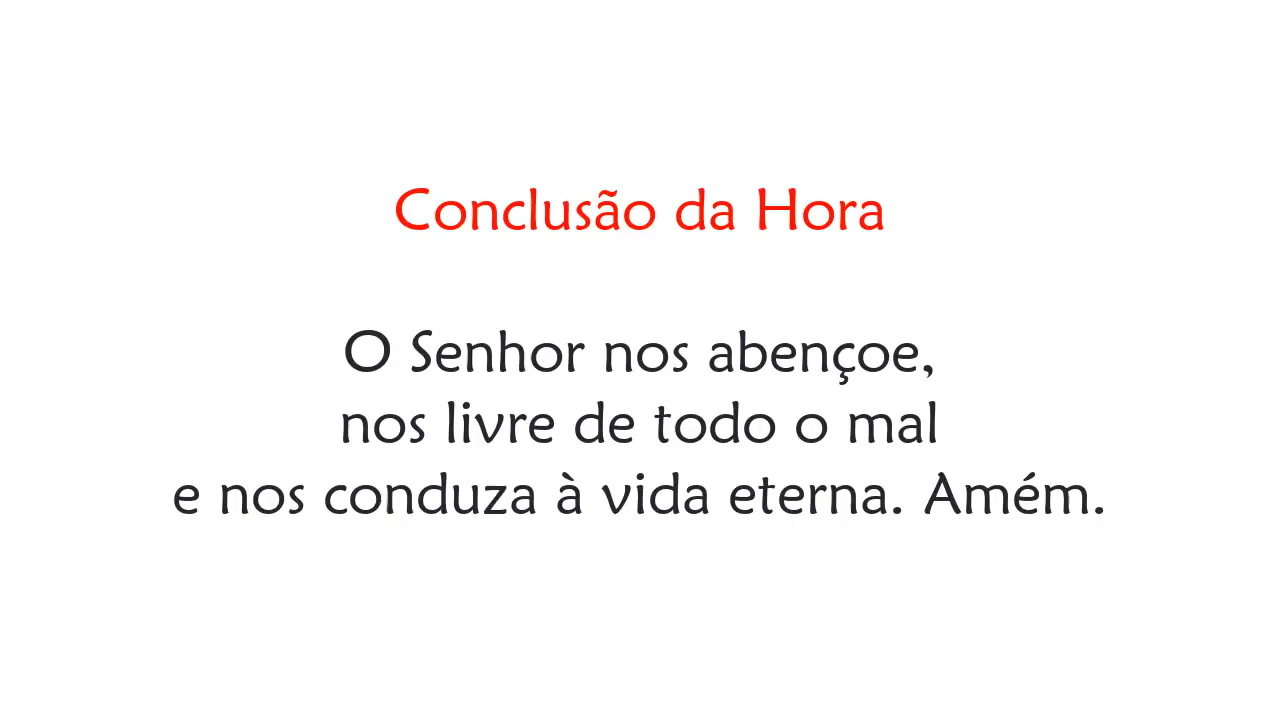 Conclusão da Hora
O Senhor nos abençoe,
nos livre de todo o mal
e nos conduza à vida eterna. Amém.